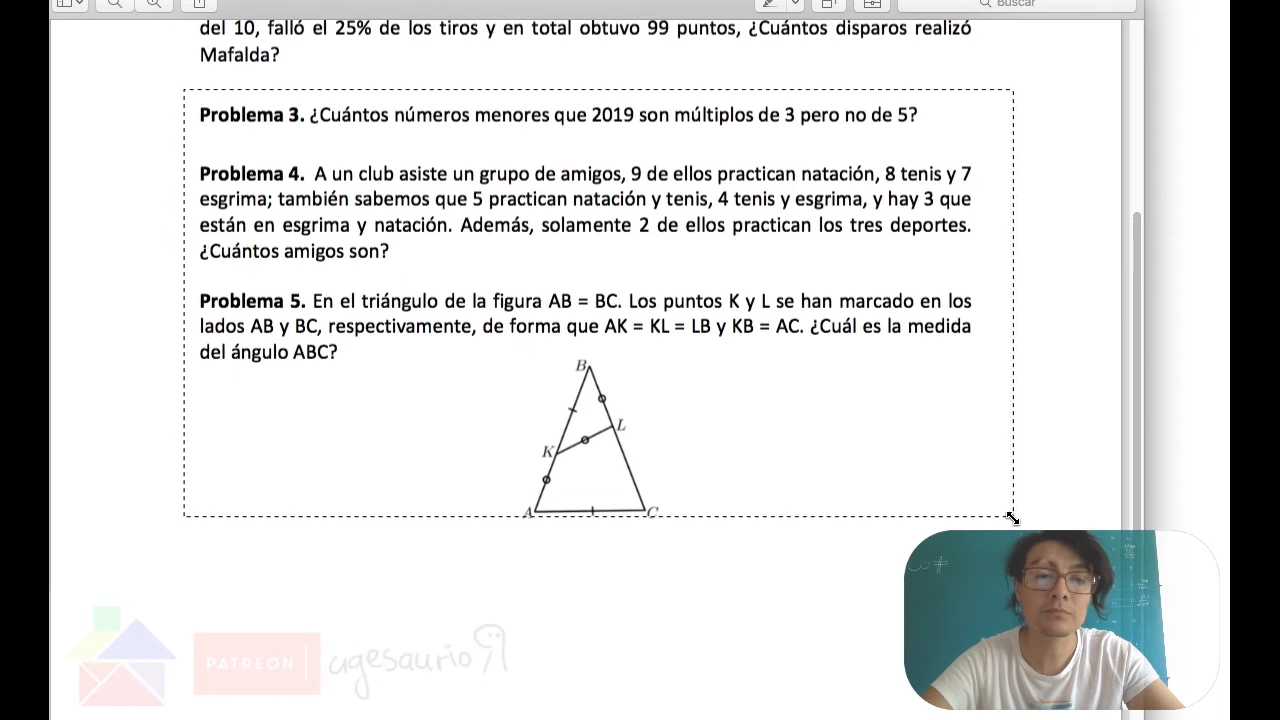 Buscar
del 10, falló el 25% de los tiros y en total obtuvo 99 puntos, ¿Cuántos disparos realizó
Mafalda?
Problema 3. ¿Cuántos números menores que 2019 son múltiplos de 3 pero no de 5?
Problema 4. A un club asiste un grupo de amigos, 9 de ellos practican natación, 8 tenis y 7
esgrima; también sabemos que 5 practican natación y tenis, 4 tenis y esgrima, y hay 3 que
están en esgrima y natación. Además, solamente 2 de ellos practican los tres deportes.
¿Cuántos amigos son?
Problema 5. En el triángulo de la figura AB = BC. Los puntos K y L se han marcado en los
lados AB y BC, respectivamente, de forma que AK = KL = LB y KB = AC. ¿Cuál es la medida
del ángulo ABC?
B
L
K
A C
PATREON
agesaurio